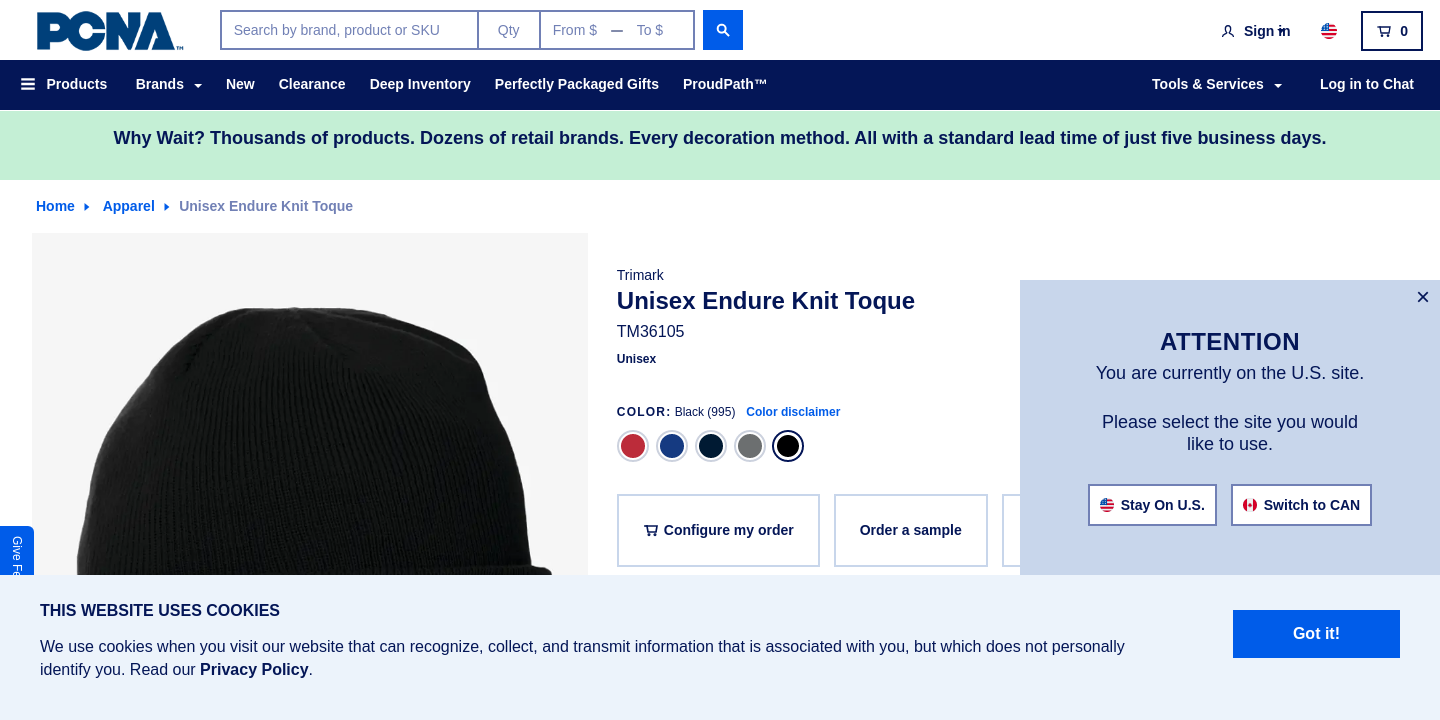 PCNA™
Search by brand, product or SKU
Qty
From $ — To $
Sign in
0
Products
Brands
New
Clearance
Deep Inventory
Perfectly Packaged Gifts
ProudPath™
Tools & Services
Log in to Chat
Why Wait? Thousands of products. Dozens of retail brands. Every decoration method. All with a standard lead time of just five business days.
Home
Apparel
Unisex Endure Knit Toque
Trimark
Unisex Endure Knit Toque
TM36105
Unisex
COLOR: Black (995) Color disclaimer
Configure my order
Order a sample
×
ATTENTION
You are currently on the U.S. site.
Please select the site you would
like to use.
Stay On U.S.
Switch to CAN
Give
THIS WEBSITE USES COOKIES
We use cookies when you visit our website that can recognize, collect, and transmit information that is associated with you, but which does not personally
identify you. Read our Privacy Policy.
Got it!